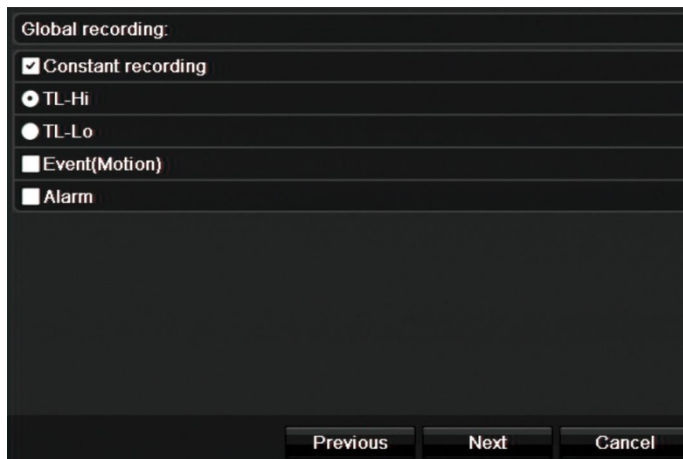 Global recording:
Constant recording
TL-Hi
TL-Lo
Event(Motion)
Alarm
Previous Next Cancel